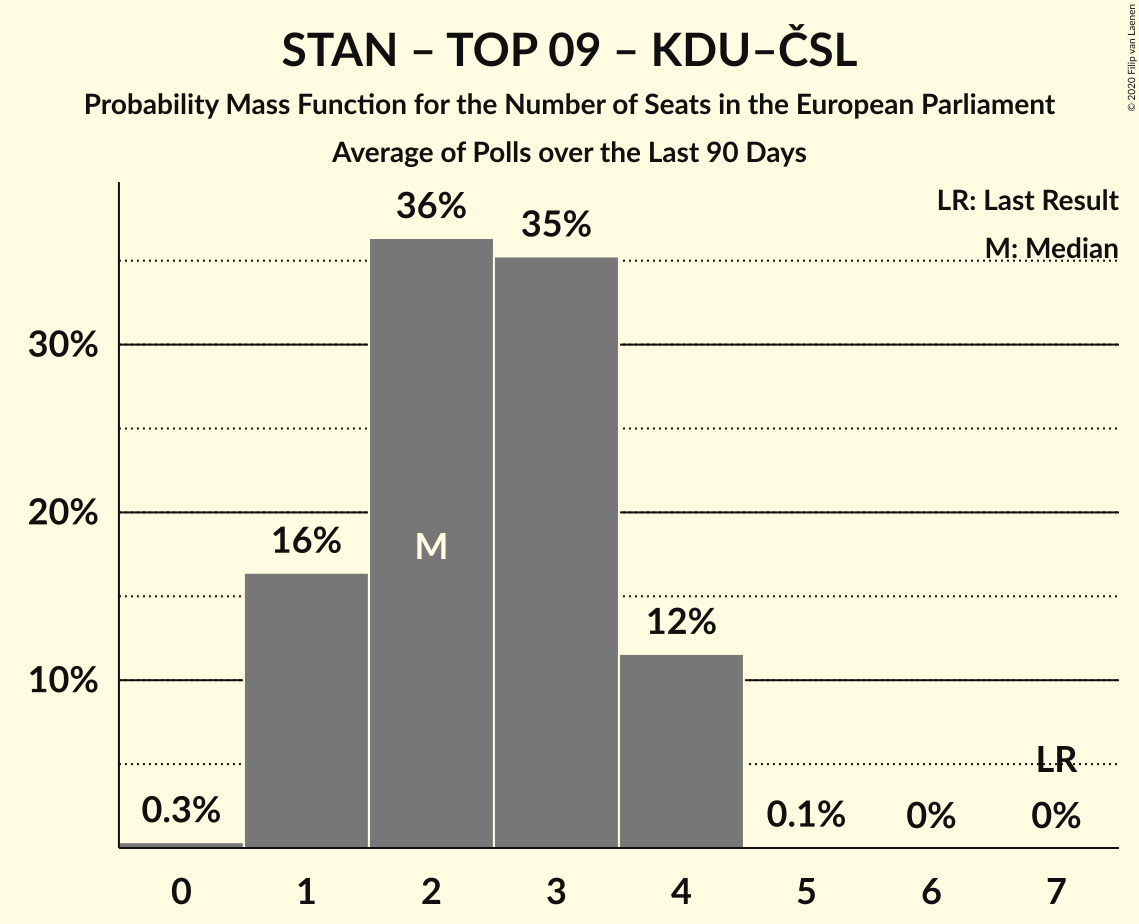 STAN – TOP 09 – KDU–ČSL
Probability Mass Function for the Number of Seats in the European Parliament
Average of Polls over the Last 90 Days
© 2020 Filip van Laenen
LR: Last Result
M: Median
36%
35%
30%
20%
16%
M
12%
10%
LR
0.3%
0.1%
0%
0%
0 1 2 3 4 5 6 7